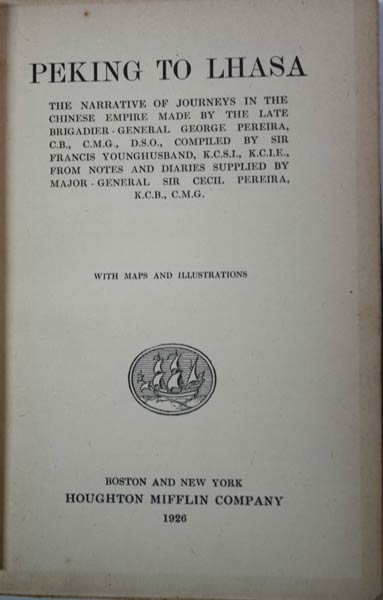 PEKING TO LHASA
THE NARRATIVE OF JOURNEYS IN THE
CHINESE EMPIRE MADE BY THE LATE
BRIGADIER-GENERAL GEORGE PEREIRA,
C.B., C.M.G., D.S.O., COMPILED BY SIR
FRANCIS YOUNGHUSBAND, K.C.S.I., K.C.I.E.,
FROM NOTES AND DIARIES SUPPLIED BY
MAJOR-GENERAL SIR CECIL PEREIRA,
K.C.B., C.M.G.
WITH MAPS AND ILLUSTRATIONS
BOSTON AND NEW YORK
HOUGHTON MIFFLIN COMPANY
1926